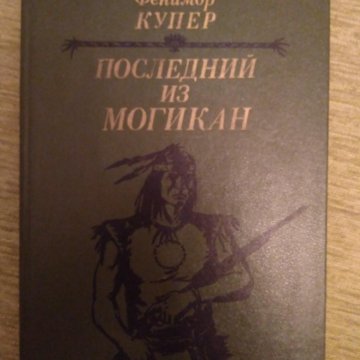 Фенимор
КУПЕР
ПОСЛЕДНИЙ
ИЗ
МОГИКАН